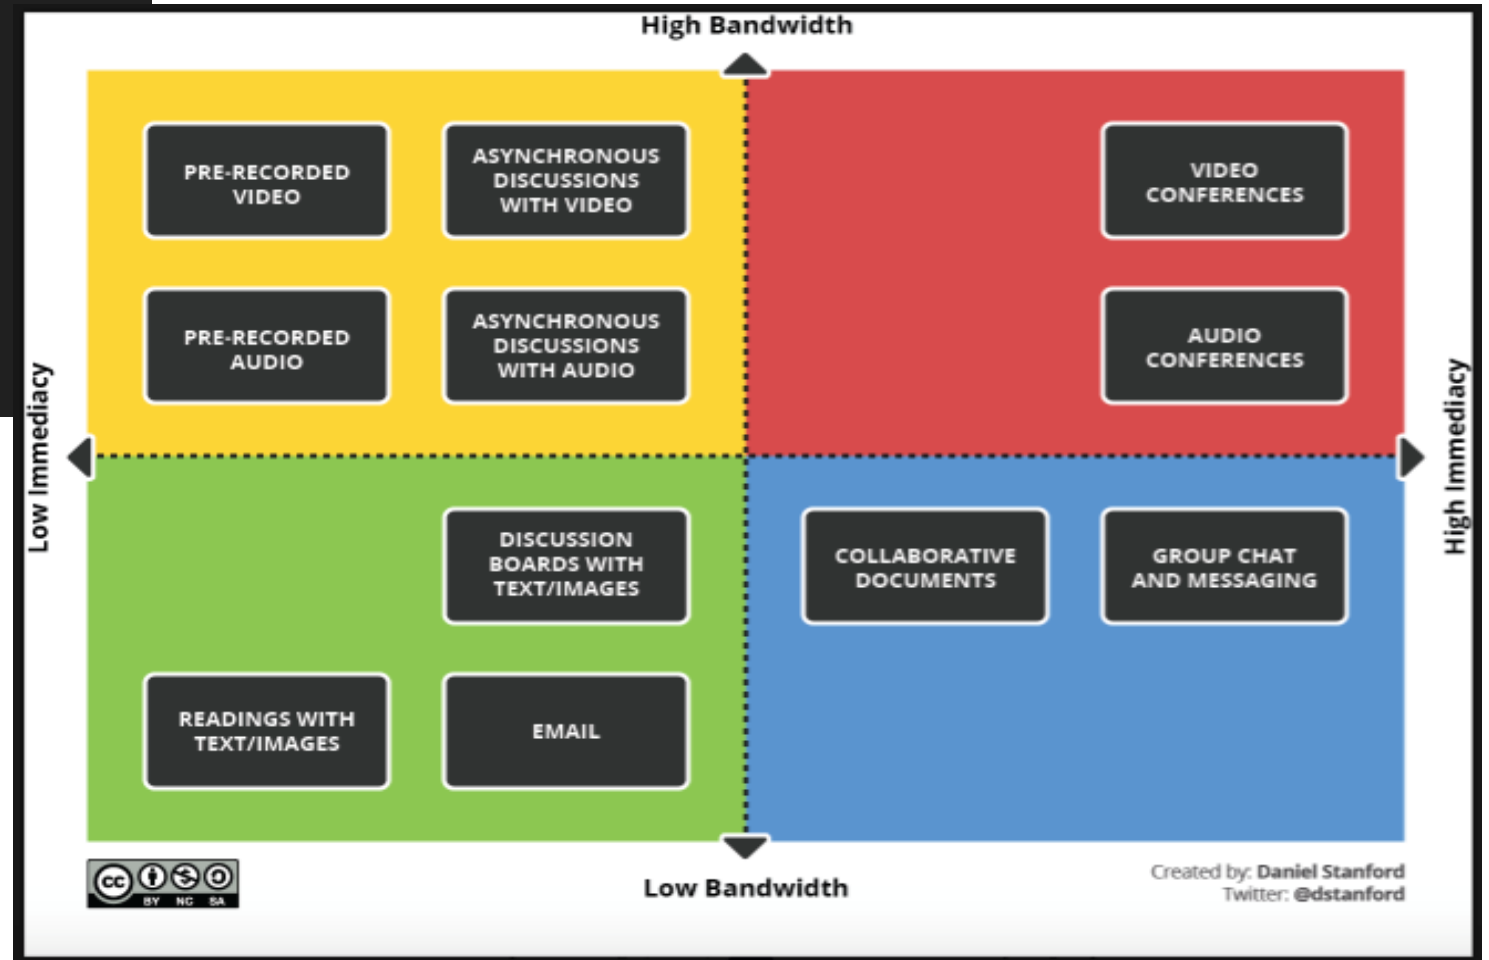 High Bandwidth
PRE-RECORDED
VIDEO
ASYNCHRONOUS
DISCUSSIONS
WITH VIDEO
VIDEO
CONFERENCES
PRE-RECORDED
AUDIO
ASYNCHRONOUS
DISCUSSIONS
WITH AUDIO
AUDIO
CONFERENCES
Low Immediacy
High Immediacy
DISCUSSION
BOARDS WITH
TEXT/IMAGES
COLLABORATIVE
DOCUMENTS
GROUP CHAT
AND MESSAGING
READINGS WITH
TEXT/IMAGES
EMAIL
Low Bandwidth
cc
BY NC SA
Created by: Daniel Stanford
Twitter: @dstanford